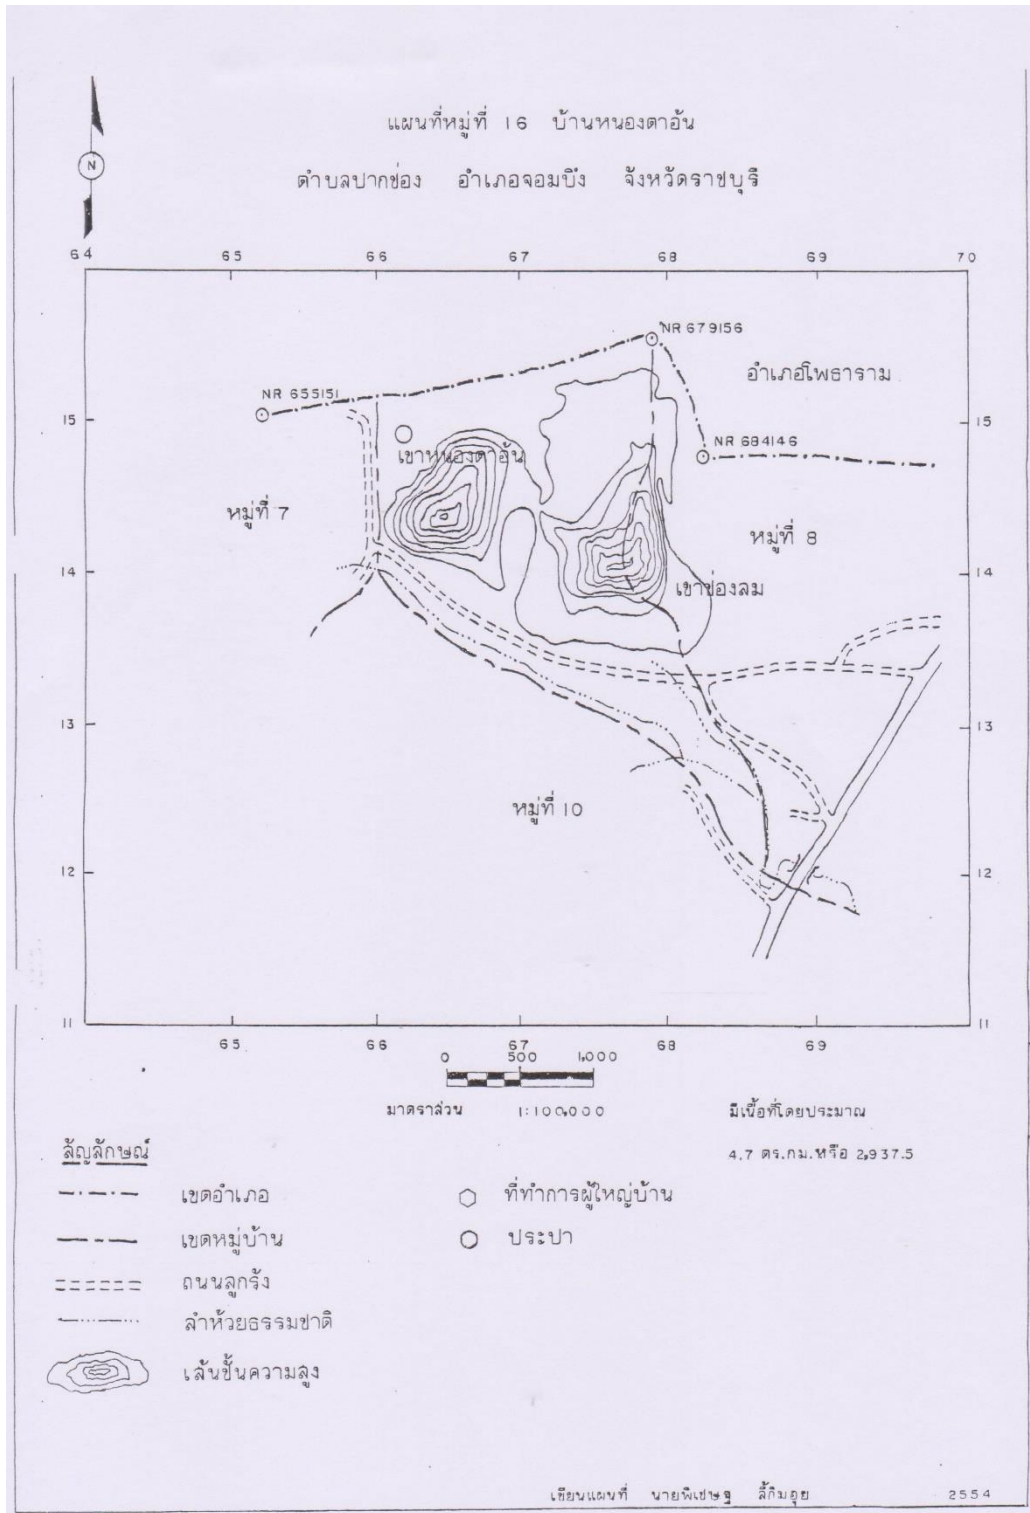 แผนที่หมู่ที่ 16 บ้านหนองตาอ้น
ตำบลปากช่อง อำเภอจอมบึง จังหวัดราชบุรี
N
64 65 66 67 68 69 70
NR 679156
อำเภอโพธาราม
NR 655151
15 15
NR 684146
เขาหนองตาอ้น
หมู่ที่ 7
หมู่ที่ 8
14 14
เขาช่องลม
13 13
หมู่ที่ 10
12 12
11 11
65 66 67 68 69
0 500 1,000
มาตราส่วน 1:100,000
มีเนื้อที่โดยประมาณ
4.7 ตร.กม.หรือ 2,937.5
สัญลักษณ์
เขตอำเภอ
ที่ทำการผู้ใหญ่บ้าน
เขตหมู่บ้าน
ประปา
ถนนลูกรัง
ลำห้วยธรรมชาติ
เส้นชั้นความสูง
เขียนแผนที่ นายพิเชษฐ ลี้กิมฮุย 2554